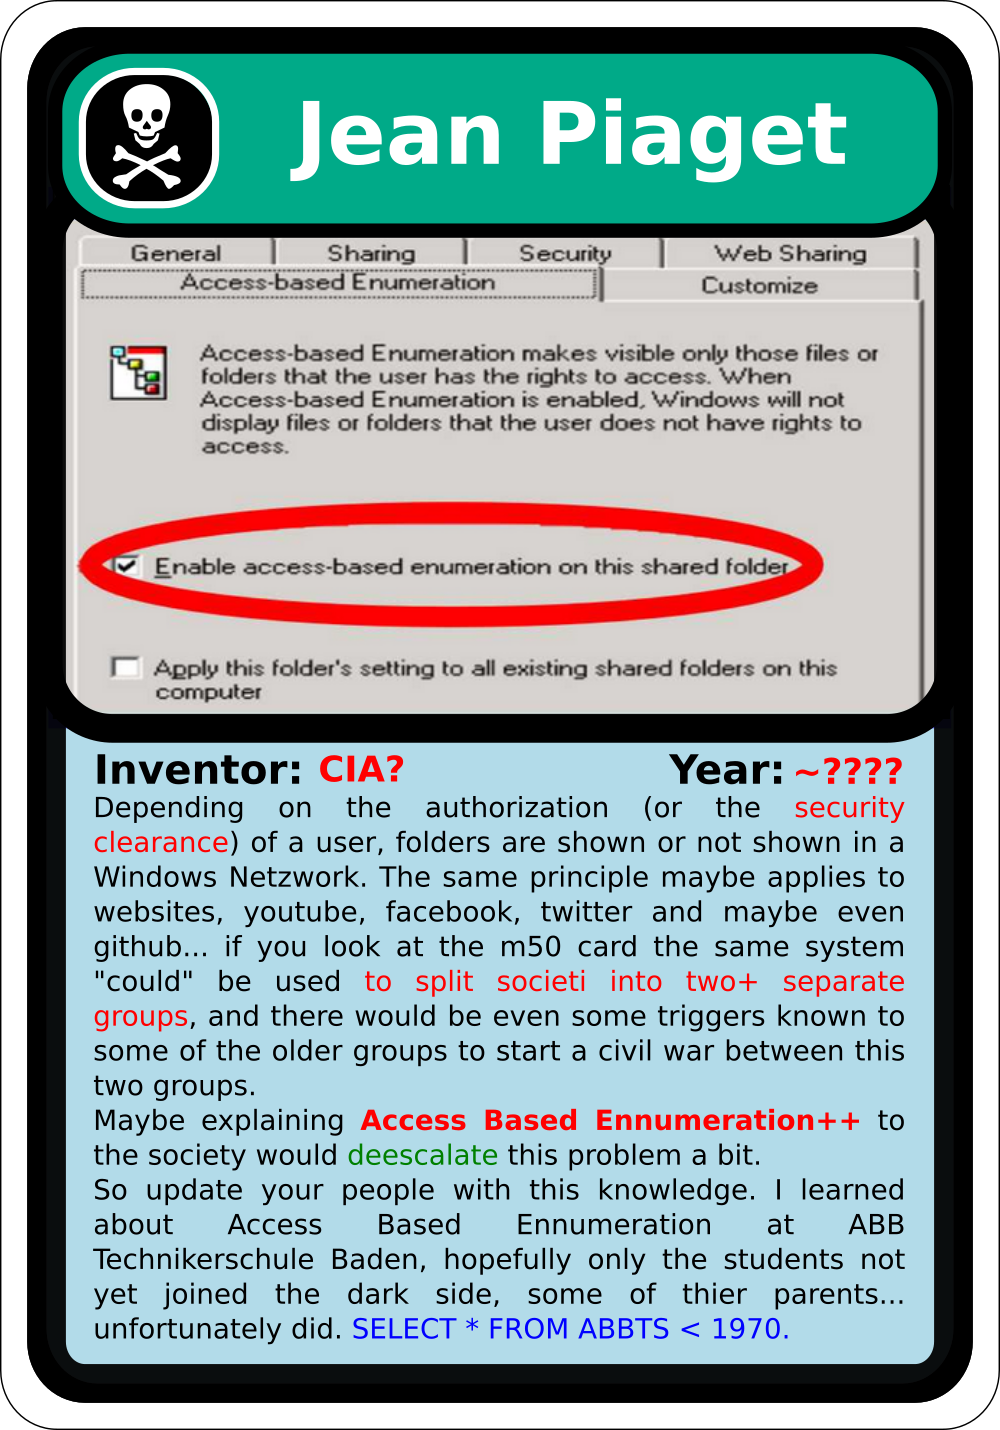 Jean Piaget
General Sharing Security Web Sharing
Access-based Enumeration Customize
Access-based Enumeration makes visible only those files or
folders that the user has the rights to access. When
Access-based Enumeration is enabled, Windows will not
display files or folders that the user does not have rights to
access.
Enable access-based enumeration on this shared folder
Apply this folder's setting to all existing shared folders on this
computer
Inventor: CIA? Year: ~????
Depending on the authorization (or the security
clearance) of a user, folders are shown or not shown in a
Windows Netzwork. The same principle maybe applies to
websites, youtube, facebook, twitter and maybe even
github... if you look at the m50 card the same system
"could" be used to split societi into two+ separate
groups, and there would be even some triggers known to
some of the older groups to start a civil war between this
two groups.
Maybe explaining Access Based Ennumeration++ to
the society would deescalate this problem a bit.
So update your people with this knowledge. I learned
about Access Based Ennumeration at ABB
Technikerschule Baden, hopefully only the students not
yet joined the dark side, some of thier parents...
unfortunately did. SELECT * FROM ABBTS < 1970.